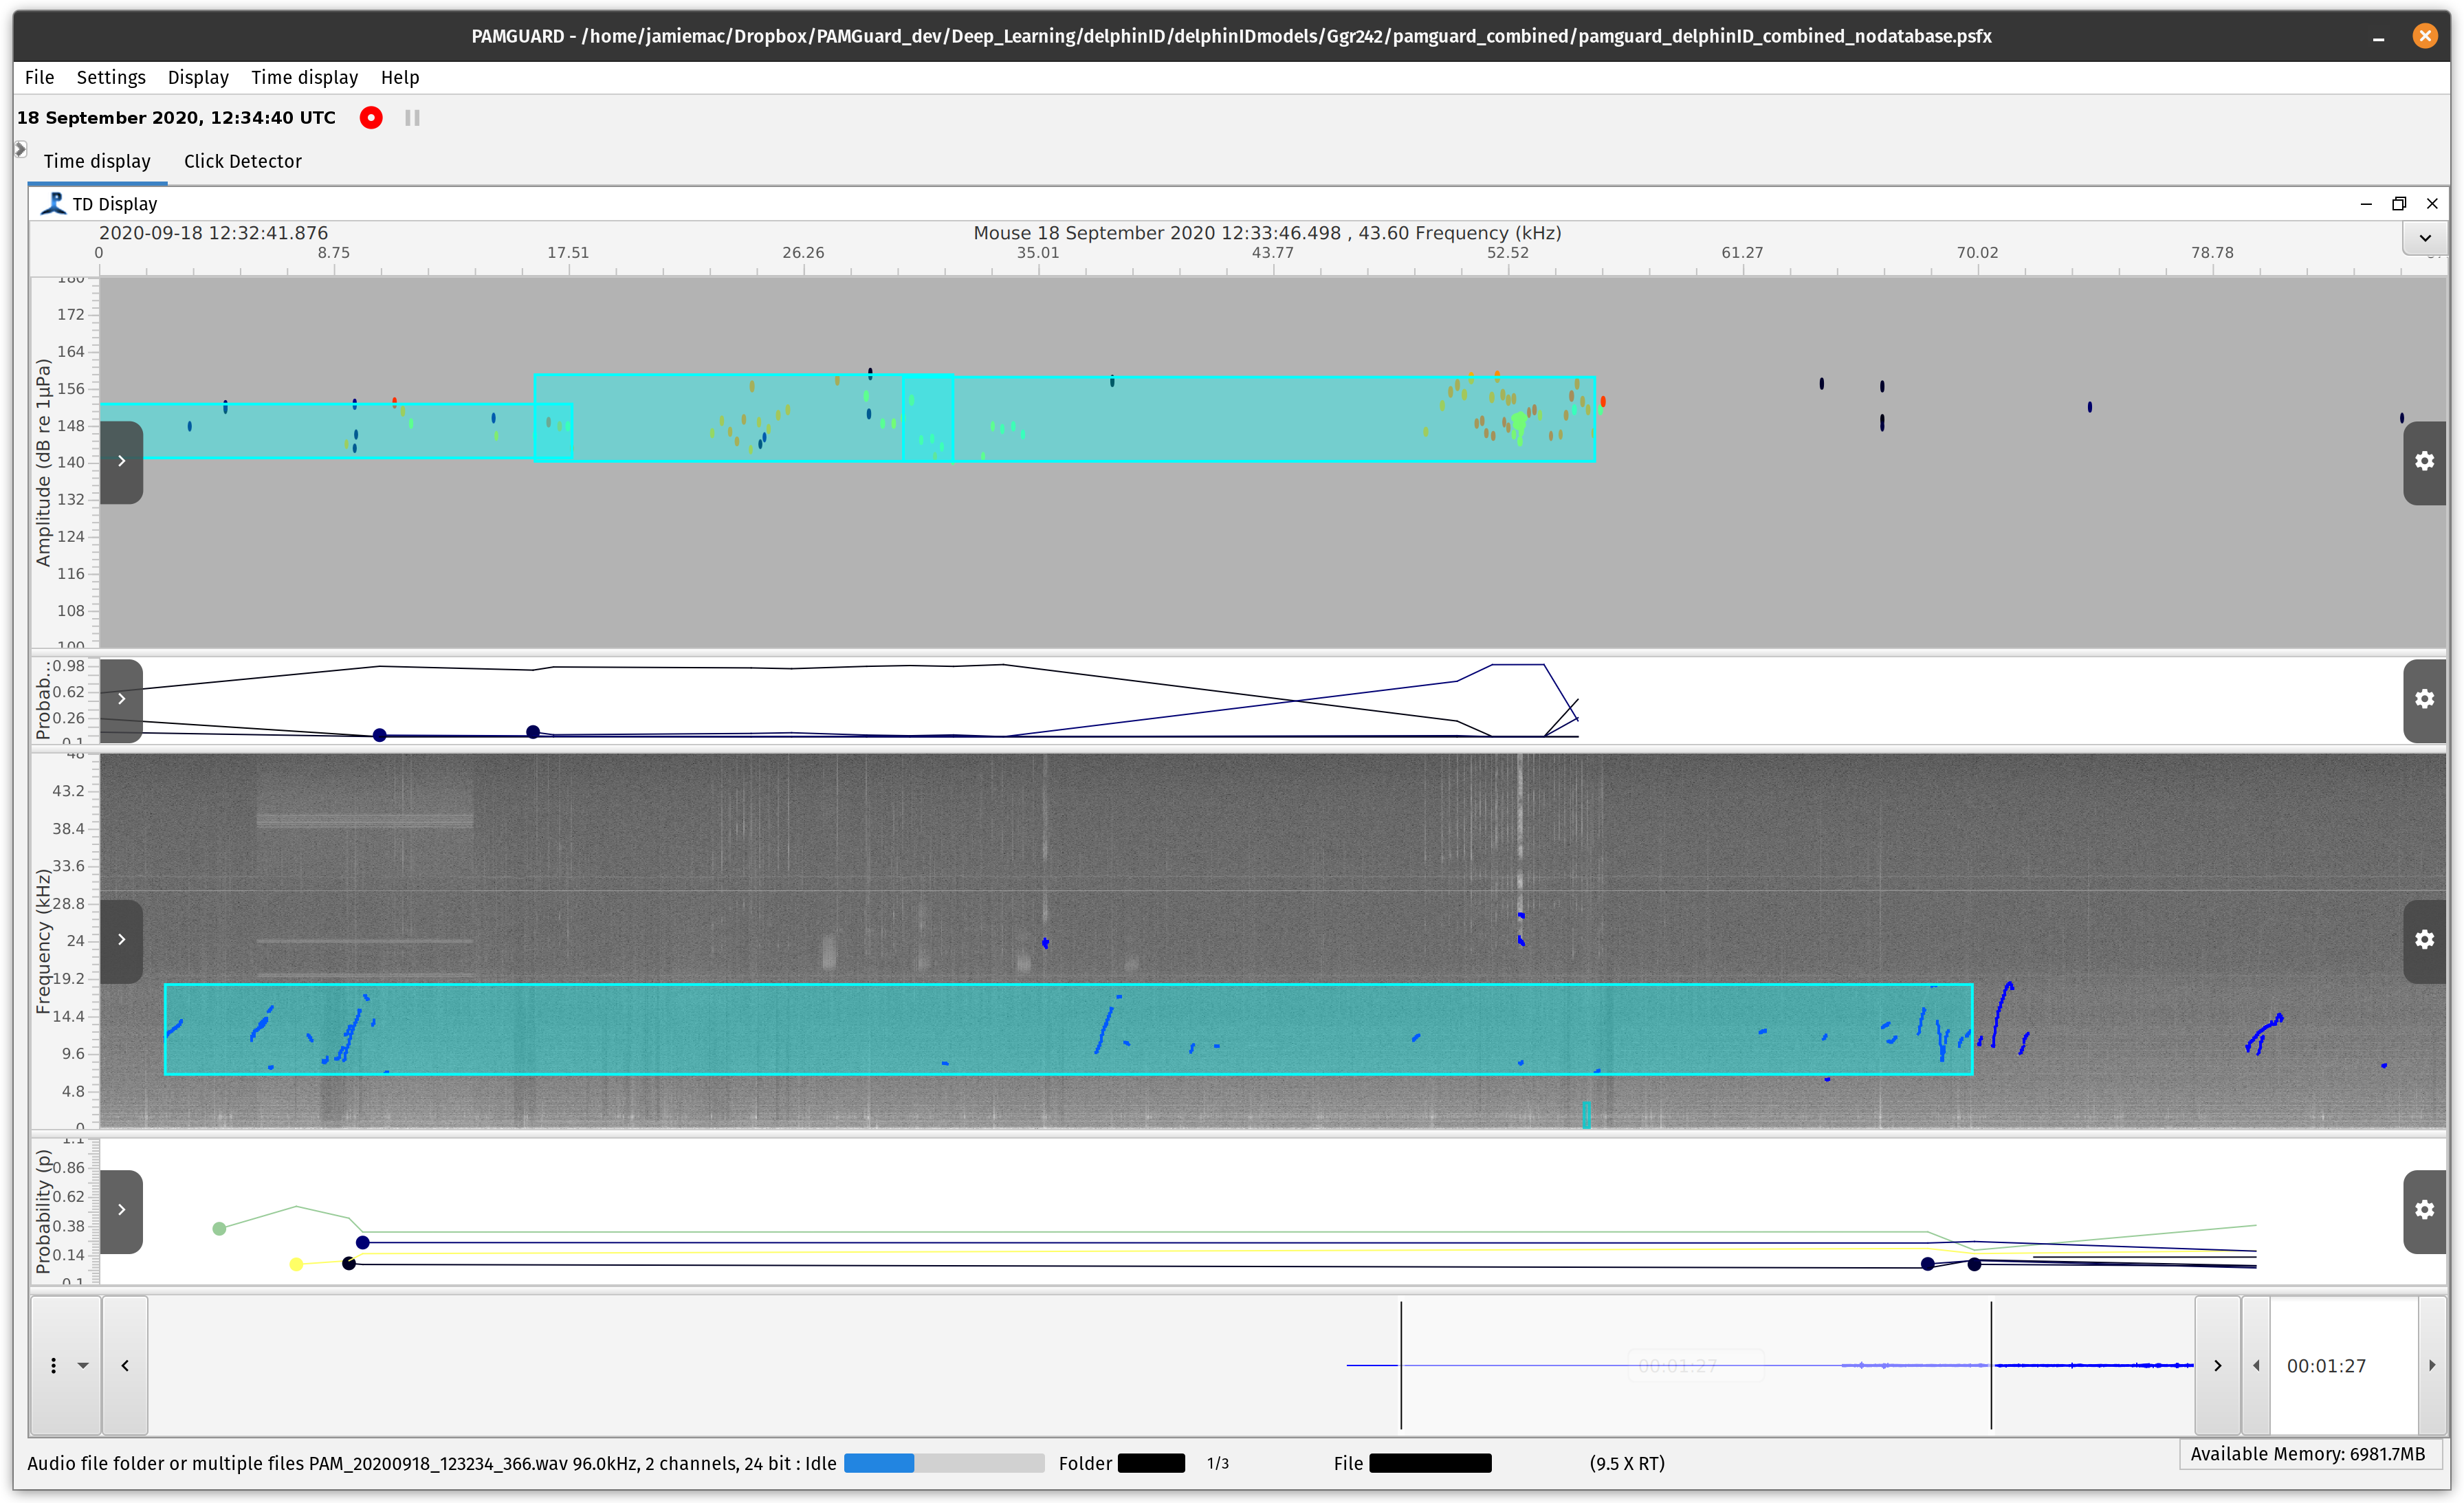 PAMGUARD - /home/jamiemac/Dropbox/PAMGuard_dev/Deep_Learning/delphinID/delphinIDmodels/Ggr242/pamguard_combined/pamguard_delphinID_combined_nodatabase.psfx
File Settings Display Time display Help
18 September 2020, 12:34:40 UTC
Time display Click Detector
TD Display
2020-09-18 12:32:41.876 Mouse 18 September 2020 12:33:46.498 , 43.60 Frequency (kHz)
0 8.75 17.51 26.26 35.01 43.77 52.52 61.27 70.02 78.78
Amplitude (dB re 1µPa)
180
172
164
156
148
140
132
124
116
108
100
Probab...
0.98
0.62
0.26
0.1
Frequency (kHz)
48
43.2
38.4
33.6
28.8
24
19.2
14.4
9.6
4.8
0
Probability (p)
1.1
0.86
0.62
0.38
0.14
0.1
00:01:27 00:01:27
Audio file folder or multiple files PAM_20200918_123234_366.wav 96.0kHz, 2 channels, 24 bit : Idle Folder 1/3 File (9.5 X RT) Available Memory: 6981.7MB